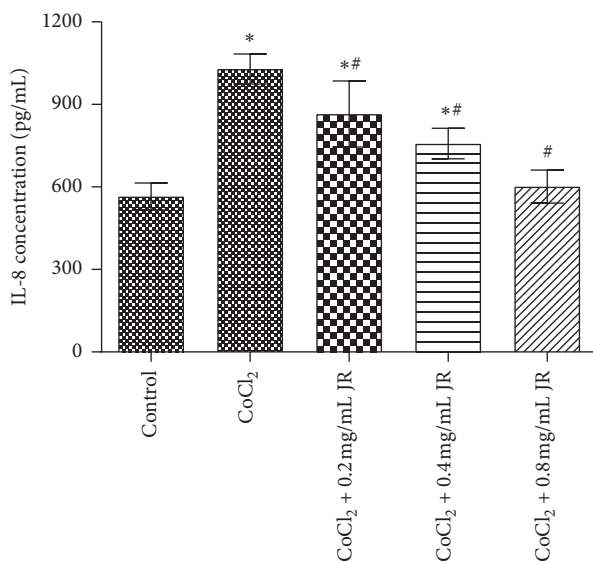 IL-8 concentration (pg/mL)
1200
900
600
300
0
*
*#
*#
#
Control
CoCl₂
CoCl₂ + 0.2 mg/mL JR
CoCl₂ + 0.4 mg/mL JR
CoCl₂ + 0.8 mg/mL JR